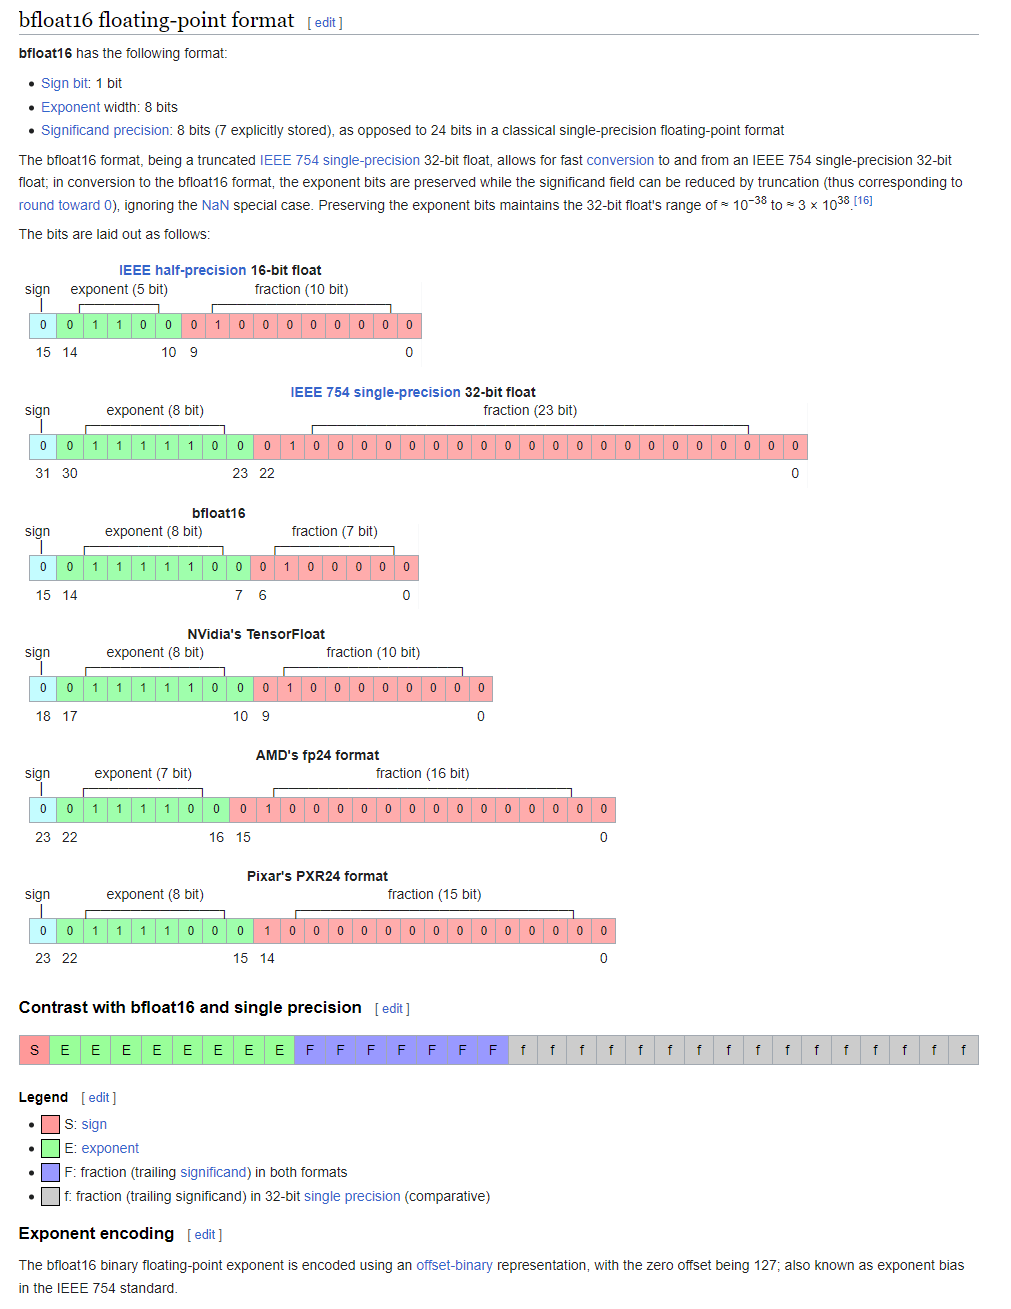 bfloat16 floating-point format [ edit ]
bfloat16 has the following format:
• Sign bit: 1 bit
• Exponent width: 8 bits
• Significand precision: 8 bits (7 explicitly stored), as opposed to 24 bits in a classical single-precision floating-point format
The bfloat16 format, being a truncated IEEE 754 single-precision 32-bit float, allows for fast conversion to and from an IEEE 754 single-precision 32-bit
float; in conversion to the bfloat16 format, the exponent bits are preserved while the significand field can be reduced by truncation (thus corresponding to
round toward 0), ignoring the NaN special case. Preserving the exponent bits maintains the 32-bit float's range of ≈ 10⁻³⁸ to ≈ 3 × 10³⁸.[16]
The bits are laid out as follows:
IEEE half-precision 16-bit float
sign exponent (5 bit) fraction (10 bit)
0 0 1 1 0 0 0 1 0 0 0 0 0 0 0 0
15 14 10 9 0
IEEE 754 single-precision 32-bit float
sign exponent (8 bit) fraction (23 bit)
0 0 1 1 1 1 1 0 0 0 1 0 0 0 0 0 0 0 0 0 0 0 0 0 0 0 0 0 0 0 0 0
31 30 23 22 0
bfloat16
sign exponent (8 bit) fraction (7 bit)
0 0 1 1 1 1 1 0 0 0 1 0 0 0 0 0
15 14 7 6 0
NVidia's TensorFloat
sign exponent (8 bit) fraction (10 bit)
0 0 1 1 1 1 1 0 0 0 1 0 0 0 0 0 0 0 0
18 17 10 9 0
AMD's fp24 format
sign exponent (7 bit) fraction (16 bit)
0 0 1 1 1 1 0 0 0 1 0 0 0 0 0 0 0 0 0 0 0 0 0 0
23 22 16 15 0
Pixar's PXR24 format
sign exponent (8 bit) fraction (15 bit)
0 0 1 1 1 1 0 0 0 1 0 0 0 0 0 0 0 0 0 0 0 0 0 0
23 22 15 14 0
Contrast with bfloat16 and single precision [ edit ]
S E E E E E E E E F F F F F F F f f f f f f f f f f f f f f f f
Legend [ edit ]
• S: sign
• E: exponent
• F: fraction (trailing significand) in both formats
• f: fraction (trailing significand) in 32-bit single precision (comparative)
Exponent encoding [ edit ]
The bfloat16 binary floating-point exponent is encoded using an offset-binary representation, with the zero offset being 127; also known as exponent bias
in the IEEE 754 standard.